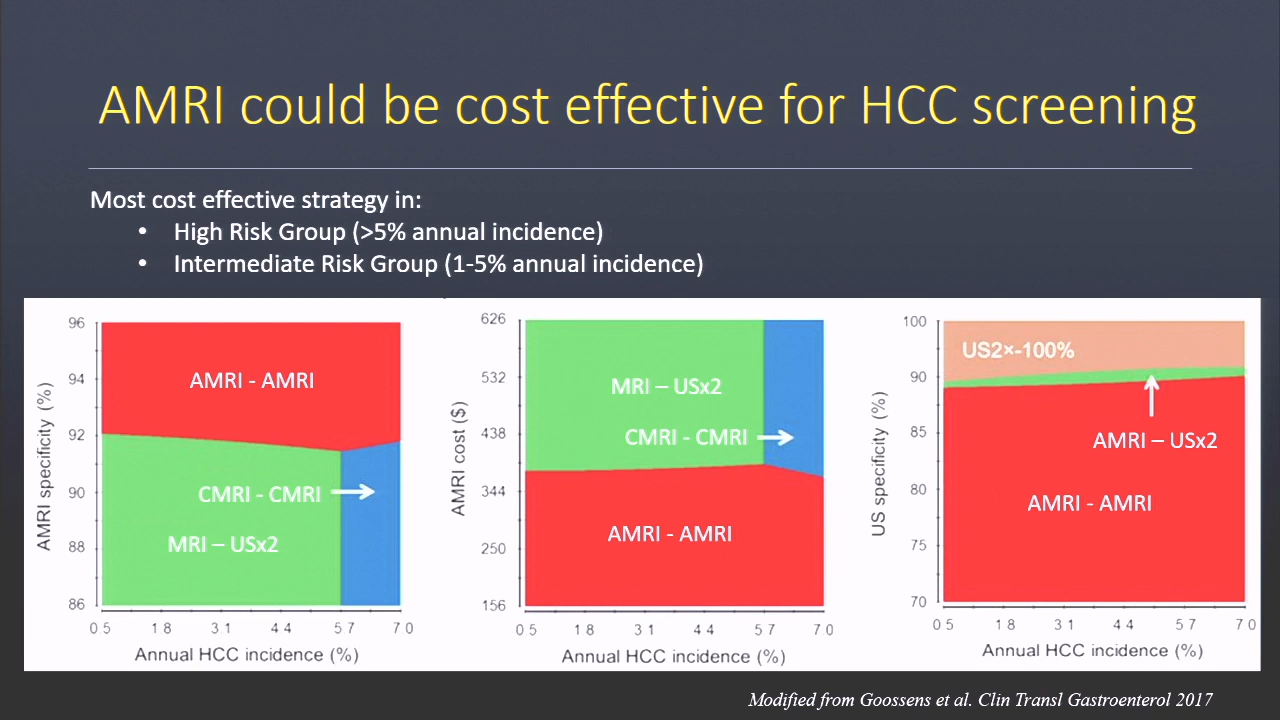 AMRI could be cost effective for HCC screening
Most cost effective strategy in:
• High Risk Group (>5% annual incidence)
• Intermediate Risk Group (1-5% annual incidence)
96
94
92
90
88
86
AMRI specificity (%)
AMRI - AMRI
CMRI - CMRI
MRI – USx2
0 5 1 8 3 1 4 4 5 7 7 0
Annual HCC incidence (%)
626
532
438
344
250
156
AMRI cost ($)
MRI – USx2
CMRI - CMRI
AMRI - AMRI
0 5 1 8 3 1 4 4 5 7 7 0
Annual HCC incidence (%)
100
90
85
80
75
70
US specificity (%)
US2×-100%
AMRI – USx2
AMRI - AMRI
0 5 1 8 3 1 4 4 5 7 7 0
Annual HCC incidence (%)
Modified from Goossens et al. Clin Transl Gastroenterol 2017